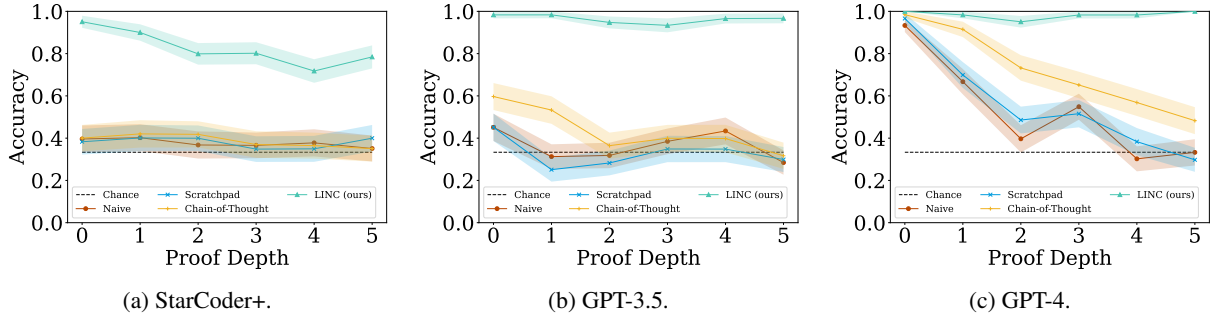 1.0
0.8
0.6
0.4
0.2
0.0
Accuracy
Chance
Naive
Scratchpad
Chain-of-Thought
LINC (ours)
0 1 2 3 4 5
Proof Depth
(a) StarCoder+.
1.0
0.8
0.6
0.4
0.2
0.0
Accuracy
Chance
Naive
Scratchpad
Chain-of-Thought
LINC (ours)
0 1 2 3 4 5
Proof Depth
(b) GPT-3.5.
1.0
0.8
0.6
0.4
0.2
0.0
Accuracy
Chance
Naive
Scratchpad
Chain-of-Thought
LINC (ours)
0 1 2 3 4 5
Proof Depth
(c) GPT-4.